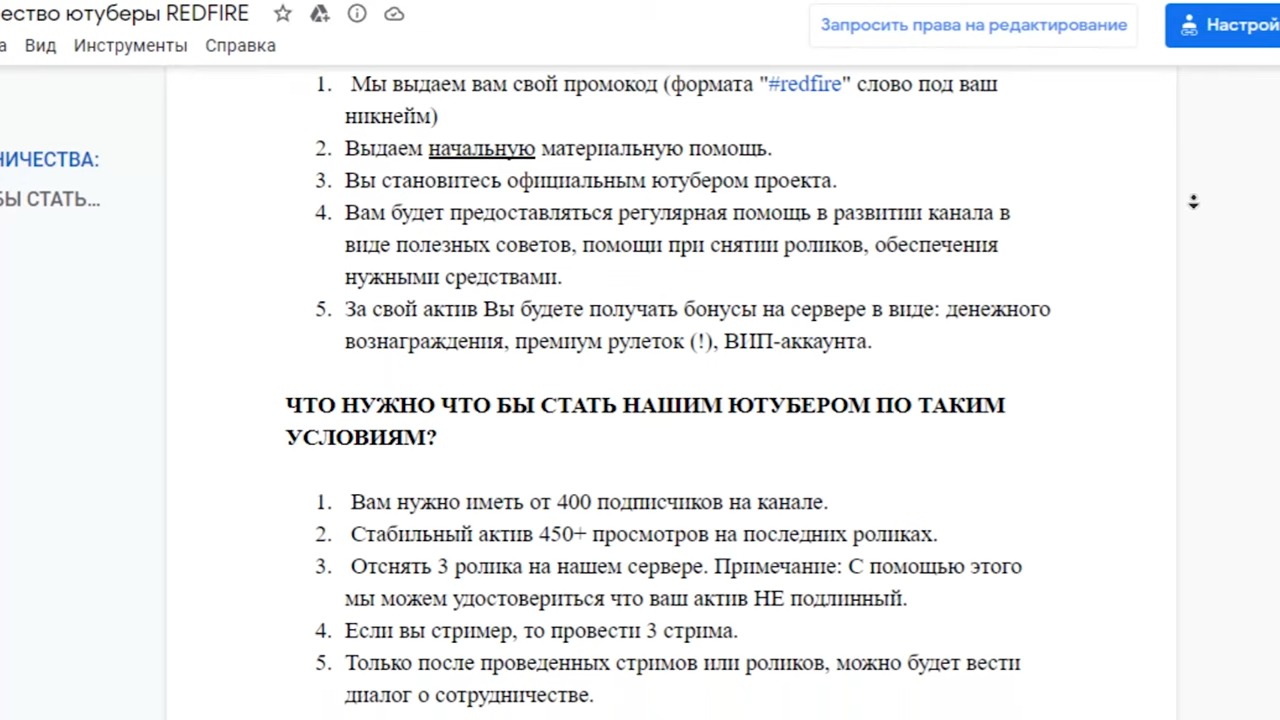 ество ютуберы REDFIRE
Запросить права на редактирование
Настрой
а Вид Инструменты Справка
НИЧЕСТВА:
БЫ СТАТЬ...
1. Мы выдаем вам свой промокод (формата "#redfire" слово под ваш
никнейм)
2. Выдаем начальную материальную помощь.
3. Вы становитесь официальным ютубером проекта.
4. Вам будет предоставляться регулярная помощь в развитии канала в
виде полезных советов, помощи при снятии роликов, обеспечения
нужными средствами.
5. За свой актив Вы будете получать бонусы на сервере в виде: денежного
вознаграждения, премиум рулеток (!), ВИП-аккаунта.
ЧТО НУЖНО ЧТО БЫ СТАТЬ НАШИМ ЮТУБЕРОМ ПО ТАКИМ
УСЛОВИЯМ?
1. Вам нужно иметь от 400 подписчиков на канале.
2. Стабильный актив 450+ просмотров на последних роликах.
3. Отснять 3 ролика на нашем сервере. Примечание: С помощью этого
мы можем удостовериться что ваш актив НЕ подлинный.
4. Если вы стример, то провести 3 стрима.
5. Только после проведенных стримов или роликов, можно будет вести
диалог о сотрудничестве.